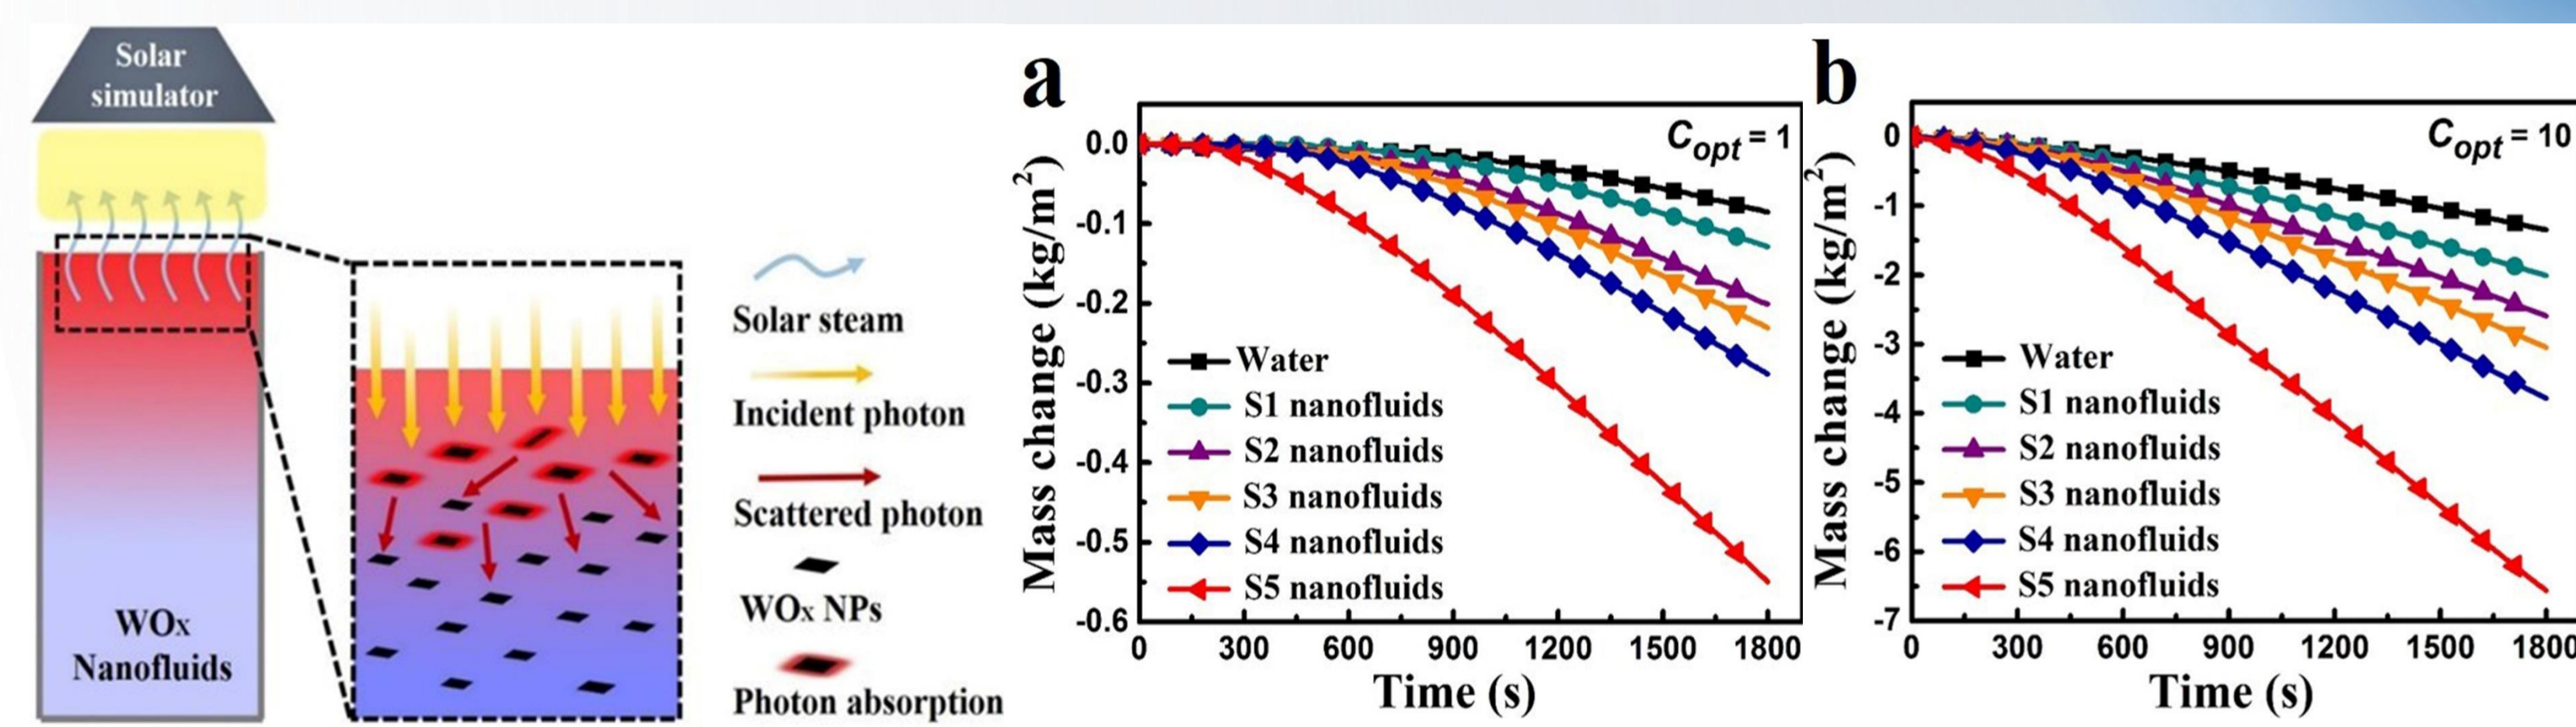 Solar
simulator
WOx
Nanofluids
Solar steam
Incident photon
Scattered photon
WOx NPs
Photon absorption
a
Mass change (kg/m²)
0.0
-0.1
-0.2
-0.3
-0.4
-0.5
-0.6
Copt = 1
Water
S1 nanofluids
S2 nanofluids
S3 nanofluids
S4 nanofluids
S5 nanofluids
0 300 600 900 1200 1500 1800
Time (s)
b
Mass change (kg/m²)
0
-1
-2
-3
-4
-5
-6
-7
Copt = 10
Water
S1 nanofluids
S2 nanofluids
S3 nanofluids
S4 nanofluids
S5 nanofluids
0 300 600 900 1200 1500 1800
Time (s)